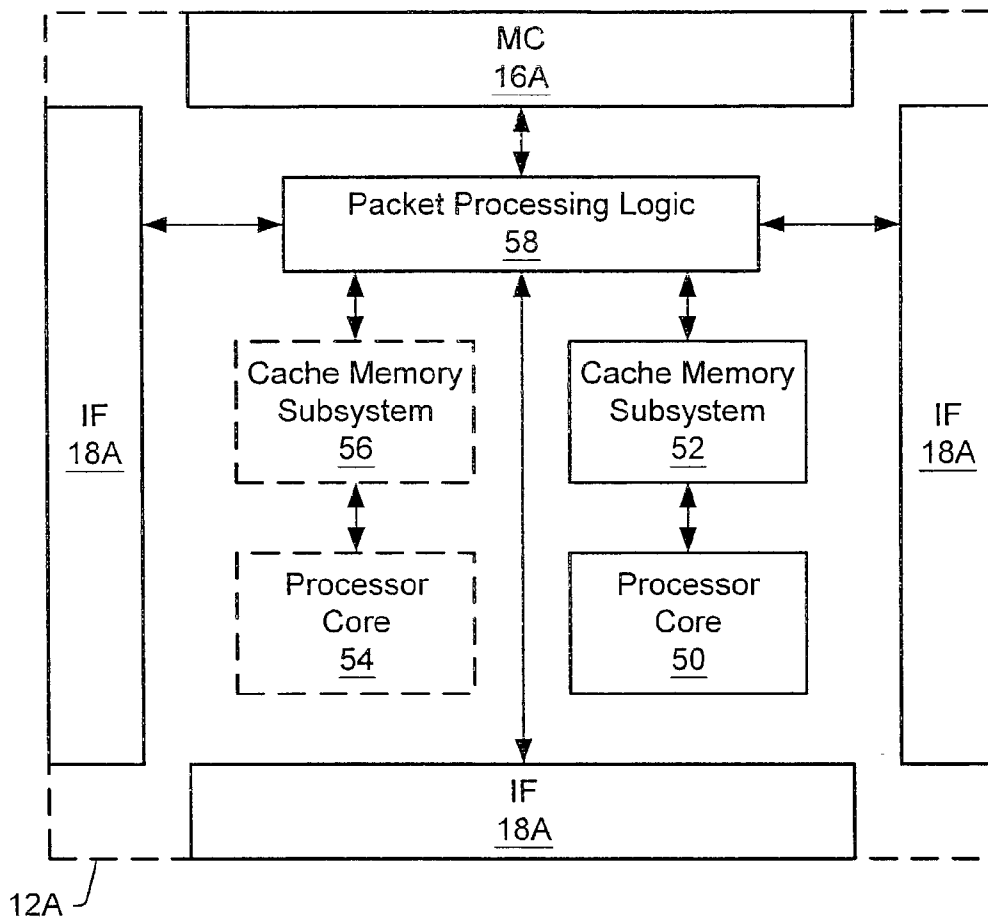 MC
16A
Packet Processing Logic
58
IF
18A
Cache Memory
Subsystem
56
Cache Memory
Subsystem
52
IF
18A
Processor
Core
54
Processor
Core
50
IF
18A
12A